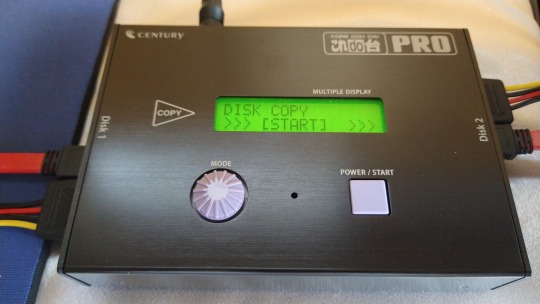 CENTURY
これdo台 PRO
MULTIPLE DISPLAY
COPY
DISK COPY
>>> [START] >>>
Disk 1
Disk 2
MODE
POWER / START